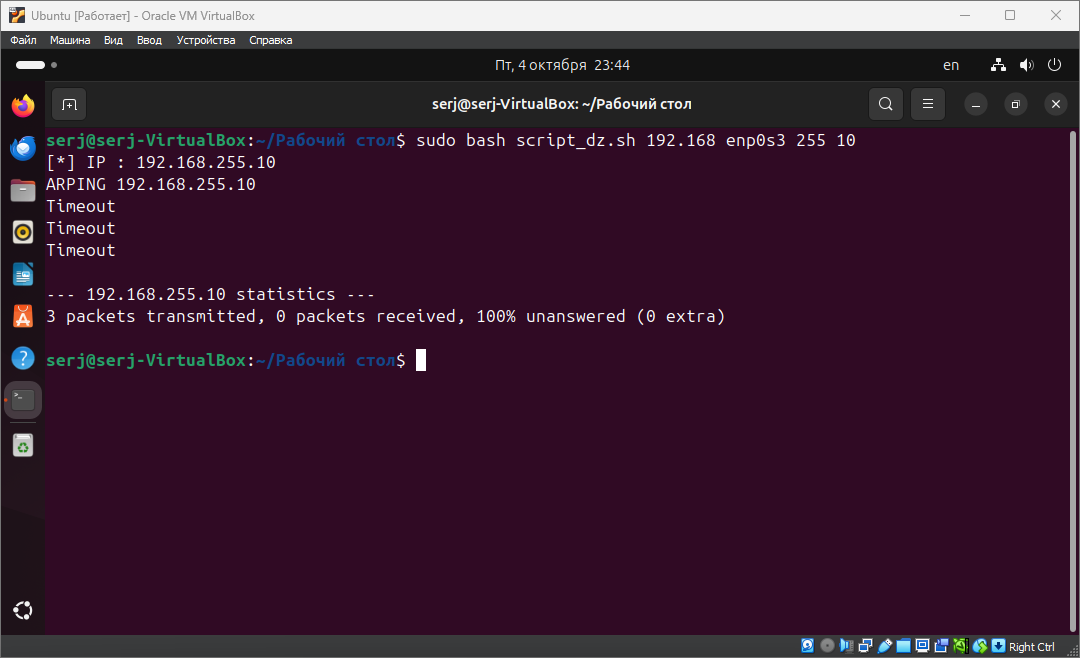 Ubuntu [Работает] - Oracle VM VirtualBox
Файл Машина Вид Ввод Устройства Справка
Пт, 4 октября 23:44
en
serj@serj-VirtualBox: ~/Рабочий стол
serj@serj-VirtualBox:~/Рабочий стол$ sudo bash script_dz.sh 192.168 enp0s3 255 10
[*] IP : 192.168.255.10
ARPING 192.168.255.10
Timeout
Timeout
Timeout
--- 192.168.255.10 statistics ---
3 packets transmitted, 0 packets received, 100% unanswered (0 extra)
serj@serj-VirtualBox:~/Рабочий стол$
Right Ctrl